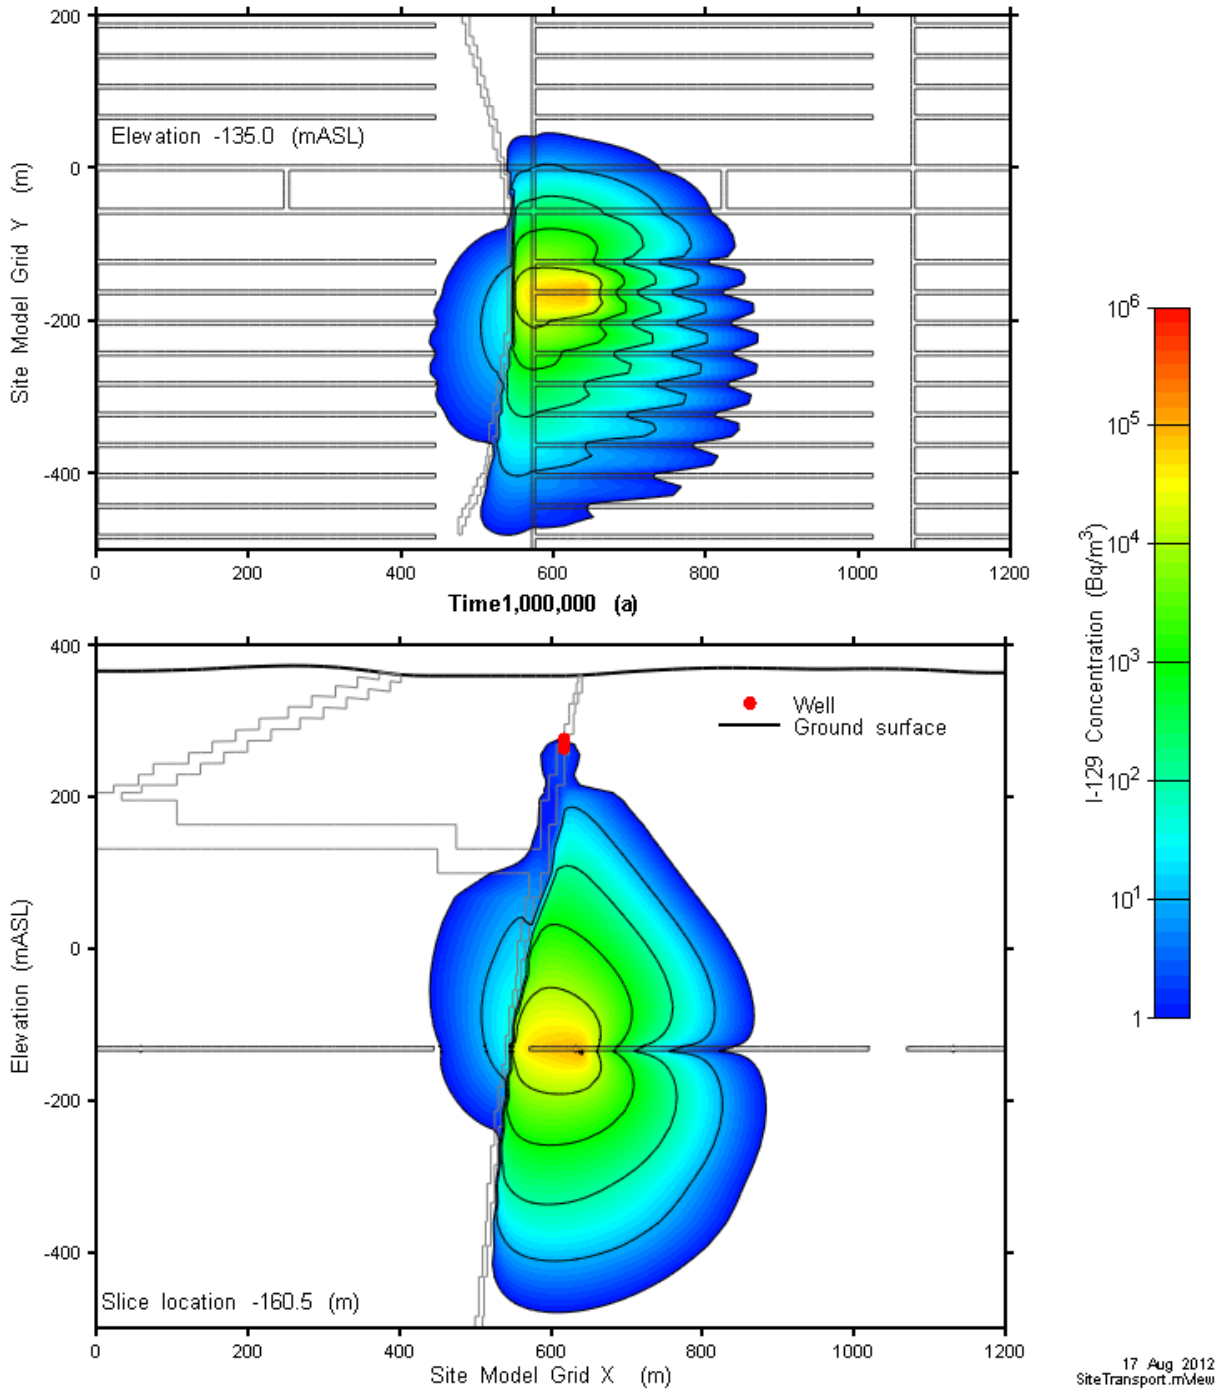 200
0
-200
-400
Site Model Grid Y (m)
Elevation -135.0 (mASL)
0 200 400 600 800 1000 1200
Time1,000,000 (a)
400
200
0
-200
-400
Elevation (mASL)
Well
Ground surface
Slice location -160.5 (m)
0 200 400 600 800 1000 1200
Site Model Grid X (m)
10⁶
10⁵
10⁴
10³
10²
10¹
1
I-129 Concentration (Bq/m³)
17 Aug 2012
SiteTransport.mView